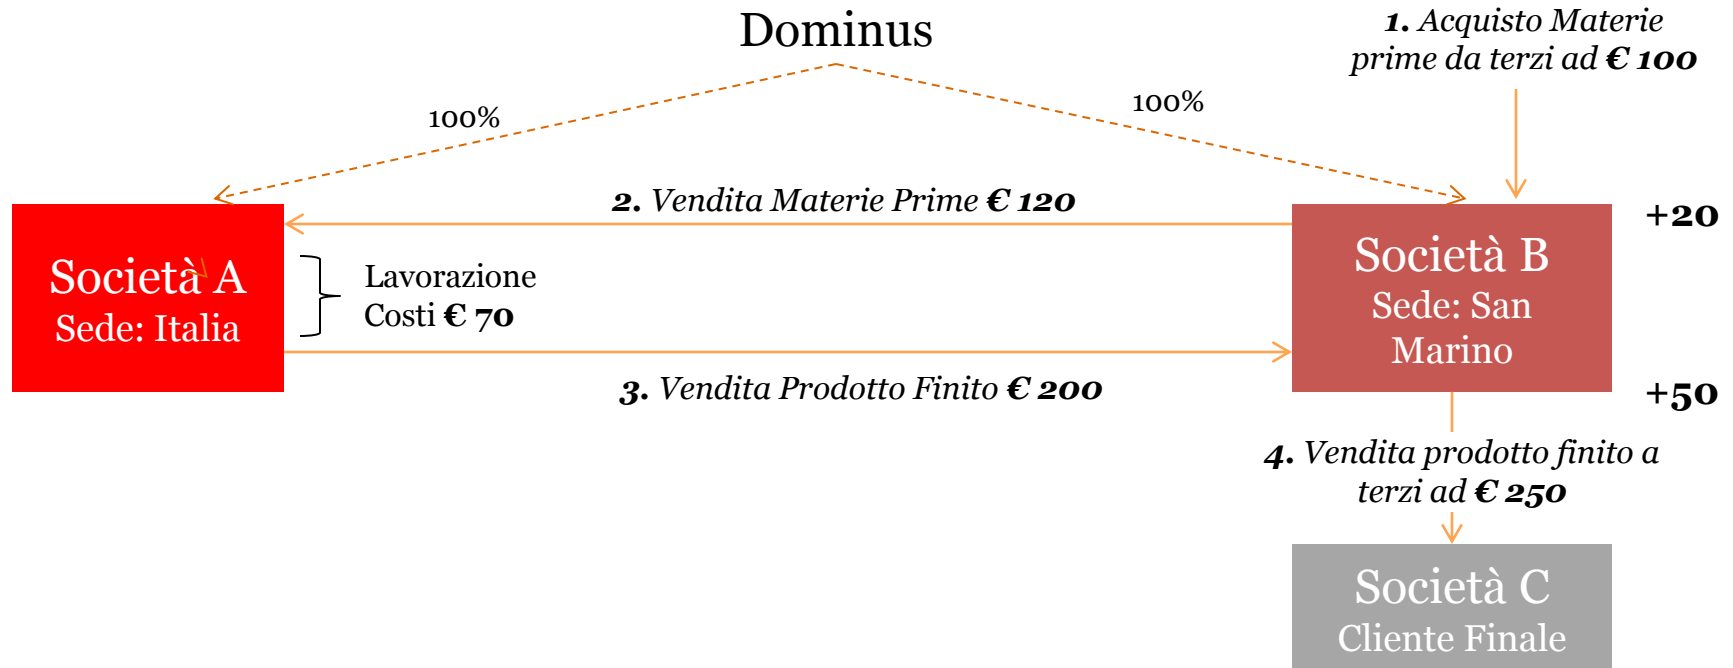 Dominus
1. Acquisto Materie
prime da terzi ad € 100
100%
100%
2. Vendita Materie Prime € 120
+20
Società A
Sede: Italia
Lavorazione
Costi € 70
Società B
Sede: San
Marino
3. Vendita Prodotto Finito € 200
+50
4. Vendita prodotto finito a
terzi ad € 250
Società C
Cliente Finale